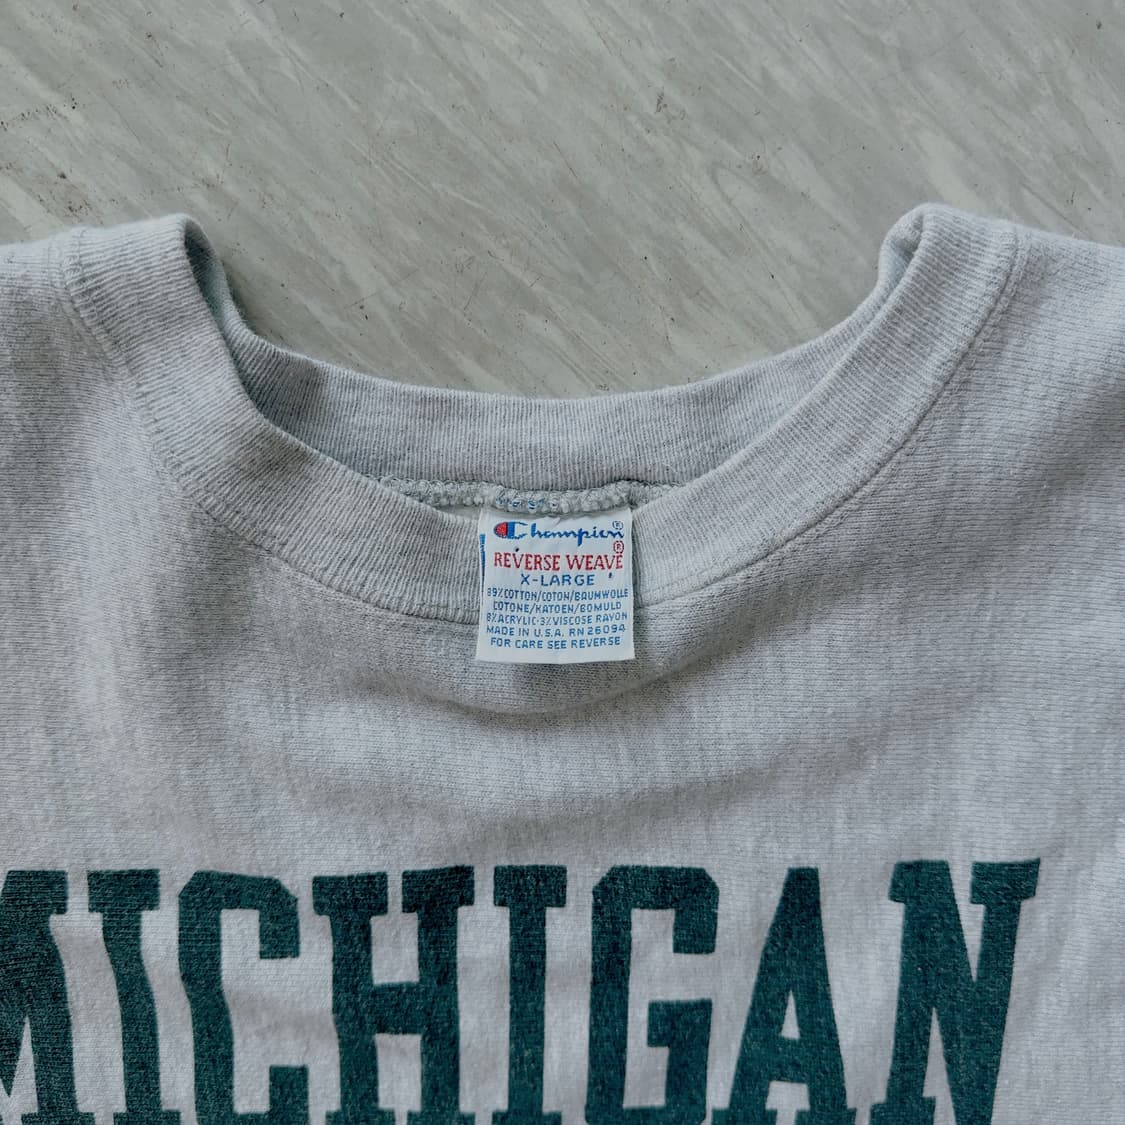 Champion®
REVERSE WEAVE®
X-LARGE
89% COTTON/COTON/BAUMWOLLE
COTONE/KATOEN/BOMULD
8% ACRYLIC·3% VISCOSE RAYON
MADE IN U.S.A. RN 26094
FOR CARE SEE REVERSE
MICHIGAN